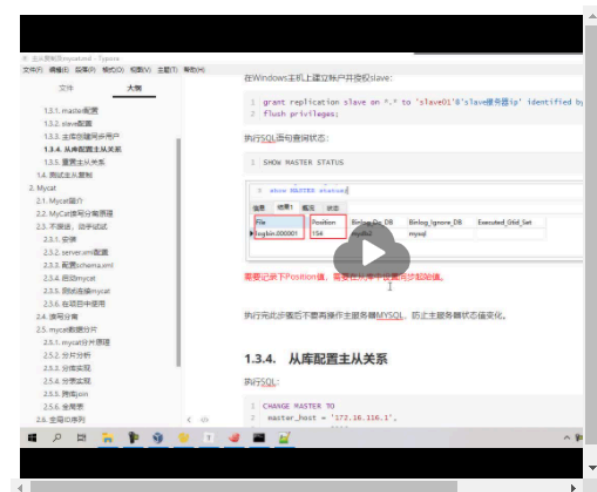 主从复制及mycat.md - Typora
文件(F) 编辑(E) 段落(P) 格式(O) 视图(V) 主题(T) 帮助(H)
文件 大纲
1.3.1. master配置
1.3.2. slave配置
1.3.3. 主库创建同步用户
1.3.4. 从库配置主从关系
1.3.5. 重置主从关系
1.4. 测试主从复制
2. Mycat
2.1. Mycat简介
2.2. MyCat读写分离原理
2.3. 不废话，动手试试
2.3.1. 安装
2.3.2. server.xml配置
2.3.3. 配置schema.xml
2.3.4. 启动mycat
2.3.5. 测试连接mycat
2.3.6. 在项目中使用
2.4. 读写分离
2.5. mycat数据分片
2.5.1. mycat分片原理
2.5.2. 分片分析
2.5.3. 分库实现
2.5.4. 分表实现
2.5.5. 跨库join
2.5.6. 全局表
2.6. 全局ID序列
在Windows主机上建立帐户并授权slave:
1 grant replication slave on *.* to 'slave01'@'slave服务器ip' identified by
2 flush privileges;
执行SQL语句查询状态：
1 SHOW MASTER STATUS
8 show MASTER status;
信息 结果1 概况 状态
File Position Binlog_Do_DB Binlog_Ignore_DB Executed_Gtid_Set
logbin.000001 154 mydb2 mysql
需要记录下Position值，需要在从库中设置同步起始值。
执行完此步骤后不要再操作主服务器MYSQL，防止主服务器状态值变化。
1.3.4. 从库配置主从关系
执行SQL:
1 CHANGE MASTER TO
2 master_host = '172.16.116.1',